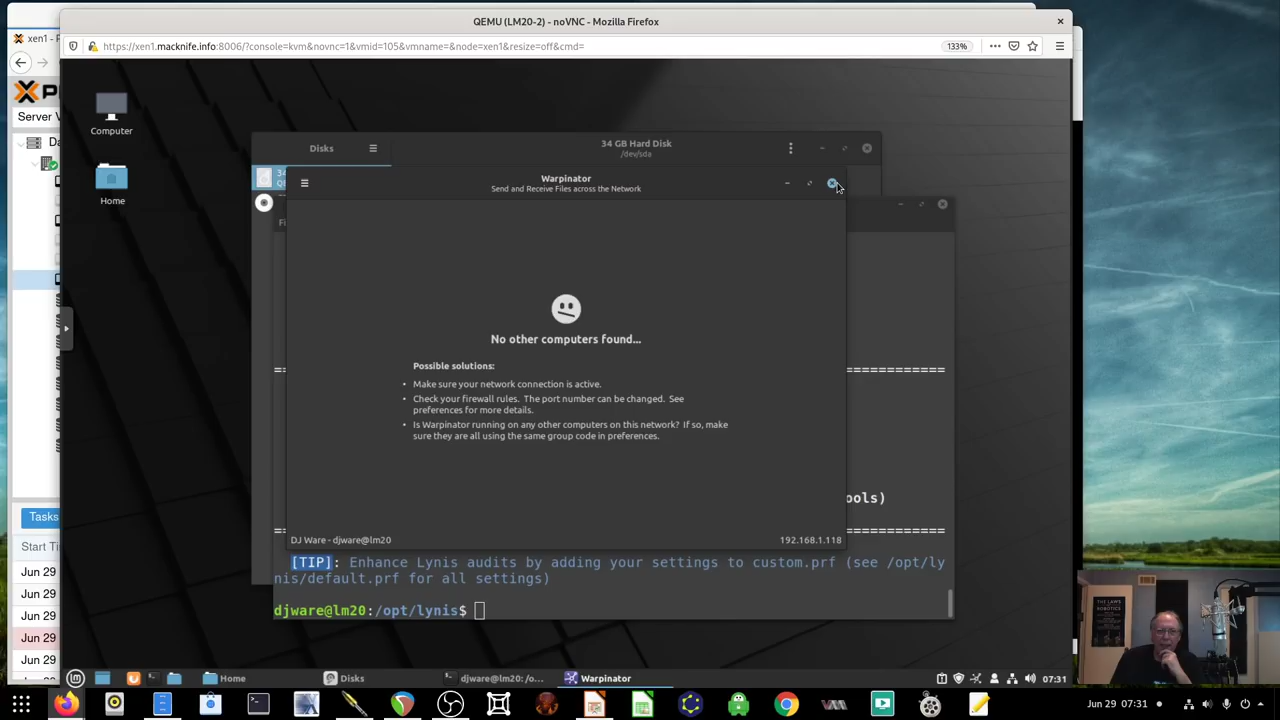 QEMU (LM20-2) - noVNC - Mozilla Firefox
xen1 - P
https://xen1.macknife.info:8006/?console=kvm&novnc=1&vmid=105&vmname=&node=xen1&resize=off&cmd=
133%
Server V
Computer
Home
Disks
34 GB Hard Disk
/dev/sda
Warpinator
Send and Receive Files across the Network
No other computers found...
Possible solutions:
• Make sure your network connection is active.
• Check your firewall rules. The port number can be changed. See
preferences for more details.
• Is Warpinator running on any other computers on this network? If so, make
sure they are all using the same group code in preferences.
ools)
DJ Ware - djware@lm20
192.168.1.118
[TIP]: Enhance Lynis audits by adding your settings to custom.prf (see /opt/ly
nis/default.prf for all settings)
djware@lm20:/opt/lynis$
Tasks
Start Ti
Jun 29
Jun 29
Jun 29
Jun 29
Jun 29
THE LAWS
ROBOTICS
Home
Disks
djware@lm20: /o...
Warpinator
07:31
Jun 29 07:31